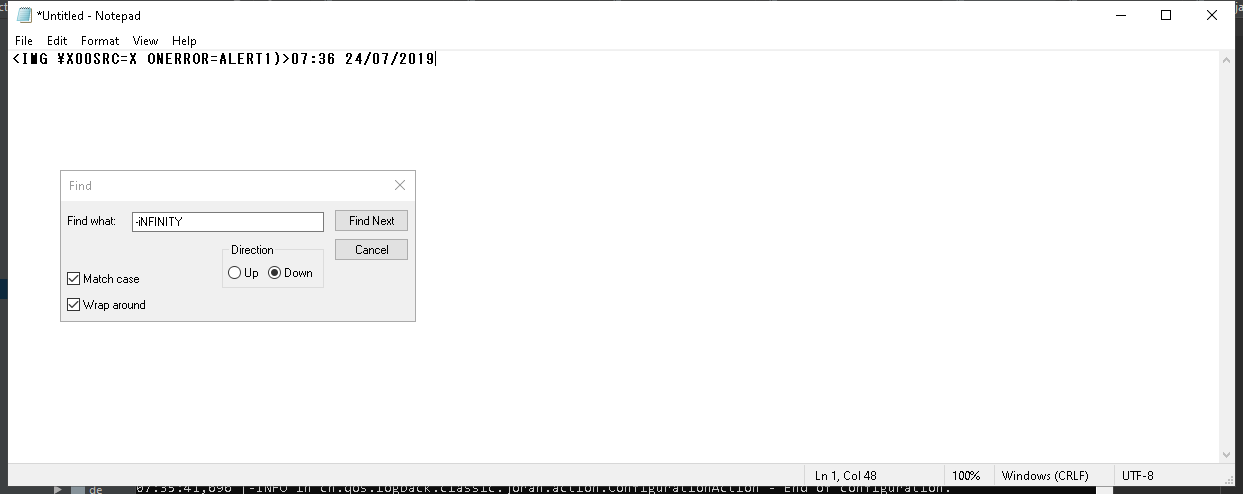 *Untitled - Notepad
File Edit Format View Help
<IMG ¥X00SRC=X ONERROR=ALERT1)>07:36 24/07/2019
Find
Find what: -iNFINITY Find Next
Direction Cancel
Up Down
Match case
Wrap around
Ln 1, Col 48 100% Windows (CRLF) UTF-8
de 07:35:41,696 |-INFO in ch.qos.logback.classic.joran.action.ConfigurationAction - End of configuration.